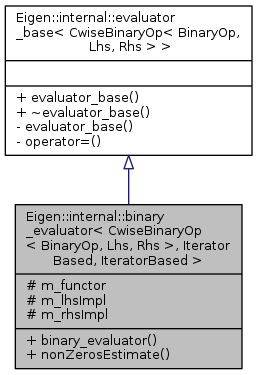 Eigen::internal::evaluator
_base< CwiseBinaryOp< BinaryOp,
Lhs, Rhs > >
+ evaluator_base()
+ ~evaluator_base()
- evaluator_base()
- operator=()
Eigen::internal::binary
_evaluator< CwiseBinaryOp
< BinaryOp, Lhs, Rhs >, Iterator
Based, IteratorBased >
# m_functor
# m_lhsImpl
# m_rhsImpl
+ binary_evaluator()
+ nonZerosEstimate()